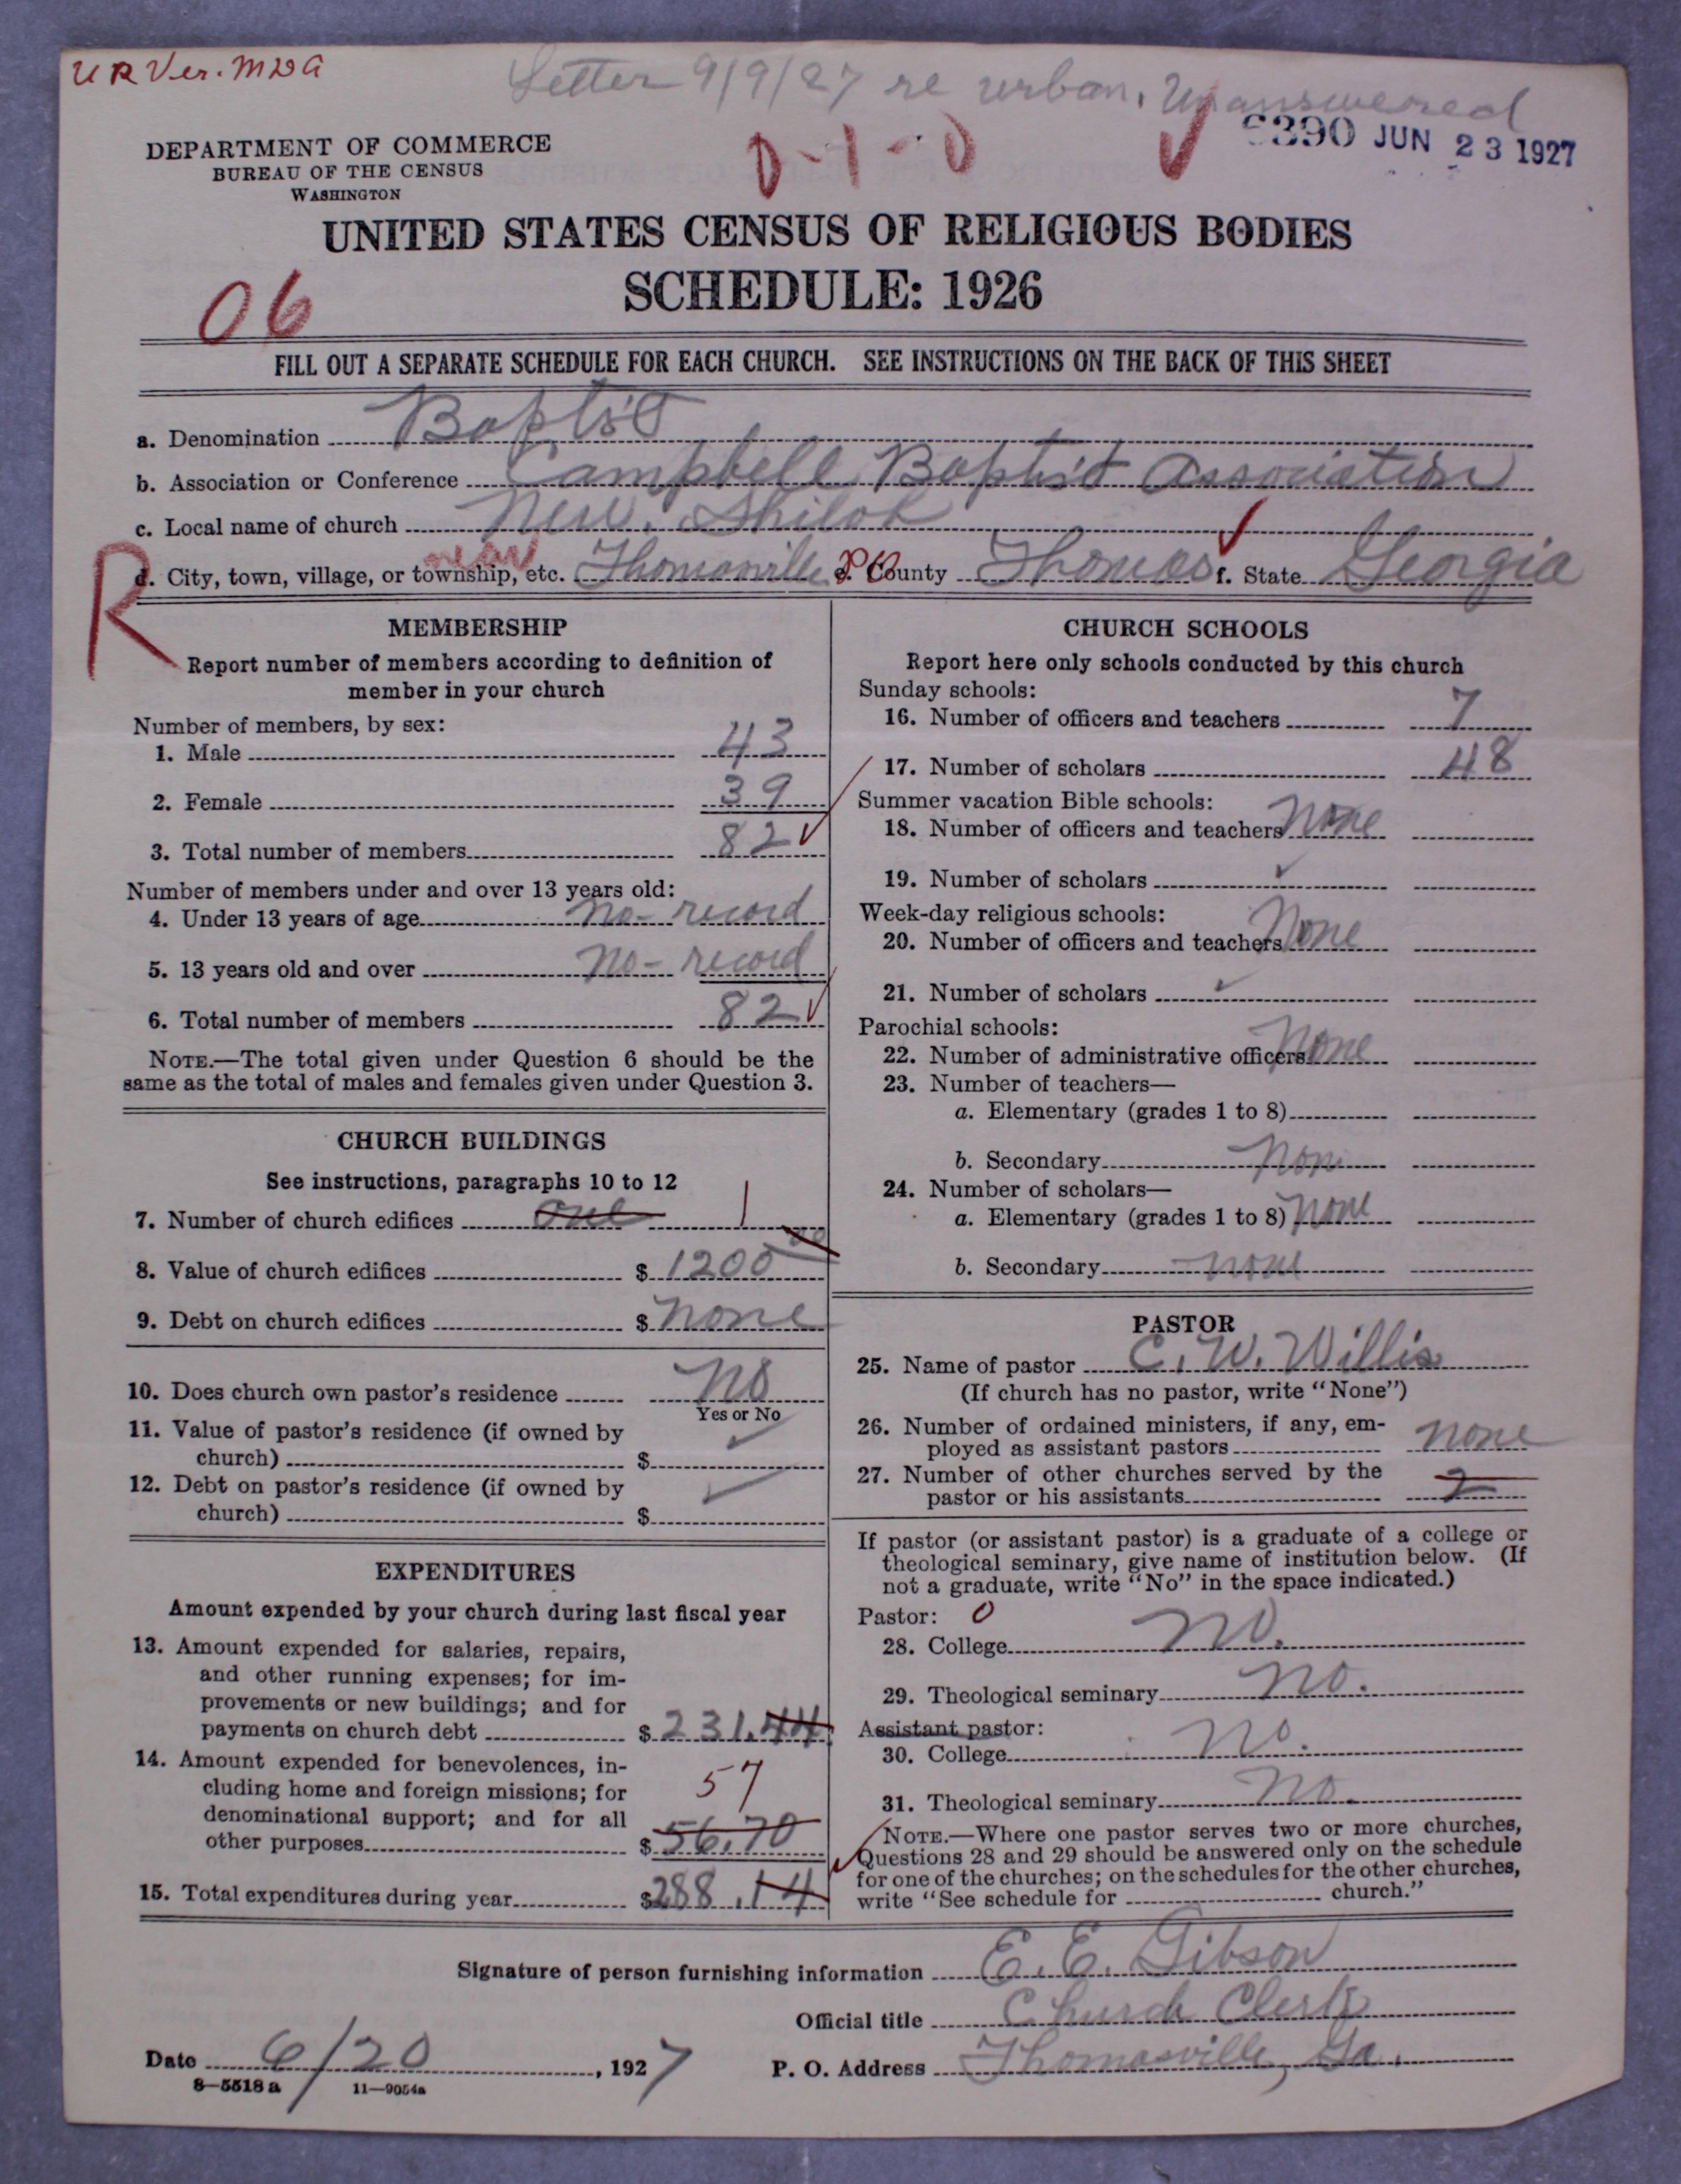 U R Ver. MWA
Letter 9/9/27 re urban. Unanswered
DEPARTMENT OF COMMERCE
BUREAU OF THE CENSUS
WASHINGTON
0-1-0
390 JUN 23 1927
UNITED STATES CENSUS OF RELIGIOUS BODIES
SCHEDULE: 1926
06
FILL OUT A SEPARATE SCHEDULE FOR EACH CHURCH. SEE INSTRUCTIONS ON THE BACK OF THIS SHEET
a. Denomination Baptist
b. Association or Conference Campbell Baptist Association
c. Local name of church New. Shiloh
R d. City, town, village, or township, etc. near Thomasville e. County Thomas f. State Georgia
MEMBERSHIP
Report number of members according to definition of
member in your church
Number of members, by sex:
1. Male 43
2. Female 39
3. Total number of members 82
Number of members under and over 13 years old:
4. Under 13 years of age no-record
5. 13 years old and over no-record
6. Total number of members 82
NOTE.—The total given under Question 6 should be the
same as the total of males and females given under Question 3.
CHURCH BUILDINGS
See instructions, paragraphs 10 to 12
7. Number of church edifices one 1
8. Value of church edifices $ 1200 00
9. Debt on church edifices $ none
10. Does church own pastor's residence no
Yes or No
11. Value of pastor's residence (if owned by
church) $
12. Debt on pastor's residence (if owned by
church) $
EXPENDITURES
Amount expended by your church during last fiscal year
13. Amount expended for salaries, repairs,
and other running expenses; for im-
provements or new buildings; and for
payments on church debt $ 231.44
14. Amount expended for benevolences, in-
cluding home and foreign missions; for 57
denominational support; and for all
other purposes $ 56.70
15. Total expenditures during year $ 288.14
CHURCH SCHOOLS
Report here only schools conducted by this church
Sunday schools:
16. Number of officers and teachers 7
17. Number of scholars 48
Summer vacation Bible schools:
18. Number of officers and teachers None
19. Number of scholars
Week-day religious schools:
20. Number of officers and teachers None
21. Number of scholars
Parochial schools:
22. Number of administrative officers None
23. Number of teachers—
a. Elementary (grades 1 to 8)
b. Secondary None
24. Number of scholars—
a. Elementary (grades 1 to 8) None
b. Secondary none
PASTOR
25. Name of pastor C. W. Willis
(If church has no pastor, write "None")
26. Number of ordained ministers, if any, em-
ployed as assistant pastors none
27. Number of other churches served by the
pastor or his assistants 2
If pastor (or assistant pastor) is a graduate of a college or
theological seminary, give name of institution below. (If
not a graduate, write "No" in the space indicated.)
Pastor: 0
28. College no.
29. Theological seminary no.
Assistant pastor:
30. College no.
31. Theological seminary no.
NOTE.—Where one pastor serves two or more churches,
Questions 28 and 29 should be answered only on the schedule
for one of the churches; on the schedules for the other churches,
write "See schedule for church."
Signature of person furnishing information E. E. Gibson
Official title Church Clerk
Date 6/20, 1927 P. O. Address Thomasville, Ga.
8—5518 a 11—9054a